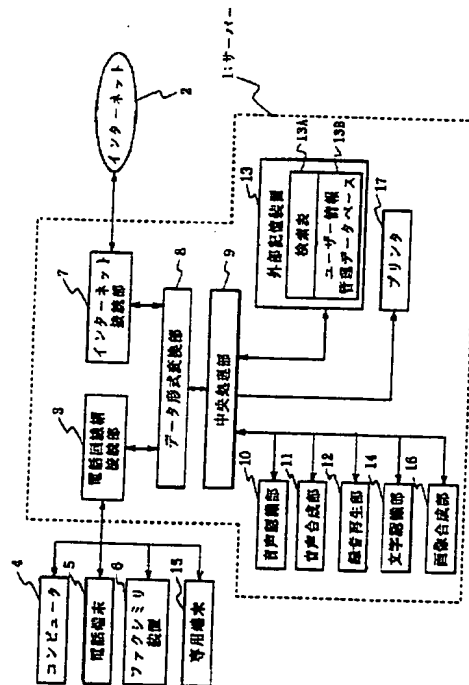 1:サーバー
インターネット
2
7
インターネット
接続部
3
電話回線網
接続部
4
コンピュータ
5
電話端末
6
ファクシミリ
装置
15
専用端末
8
データ形式変換部
9
中央処理部
13
外部記憶装置
13A
検索表
13B
ユーザー情報
管理データベース
17
プリンタ
10
音声認識部
11
音声合成部
12
録音再生部
14
文字認識部
16
画像合成部